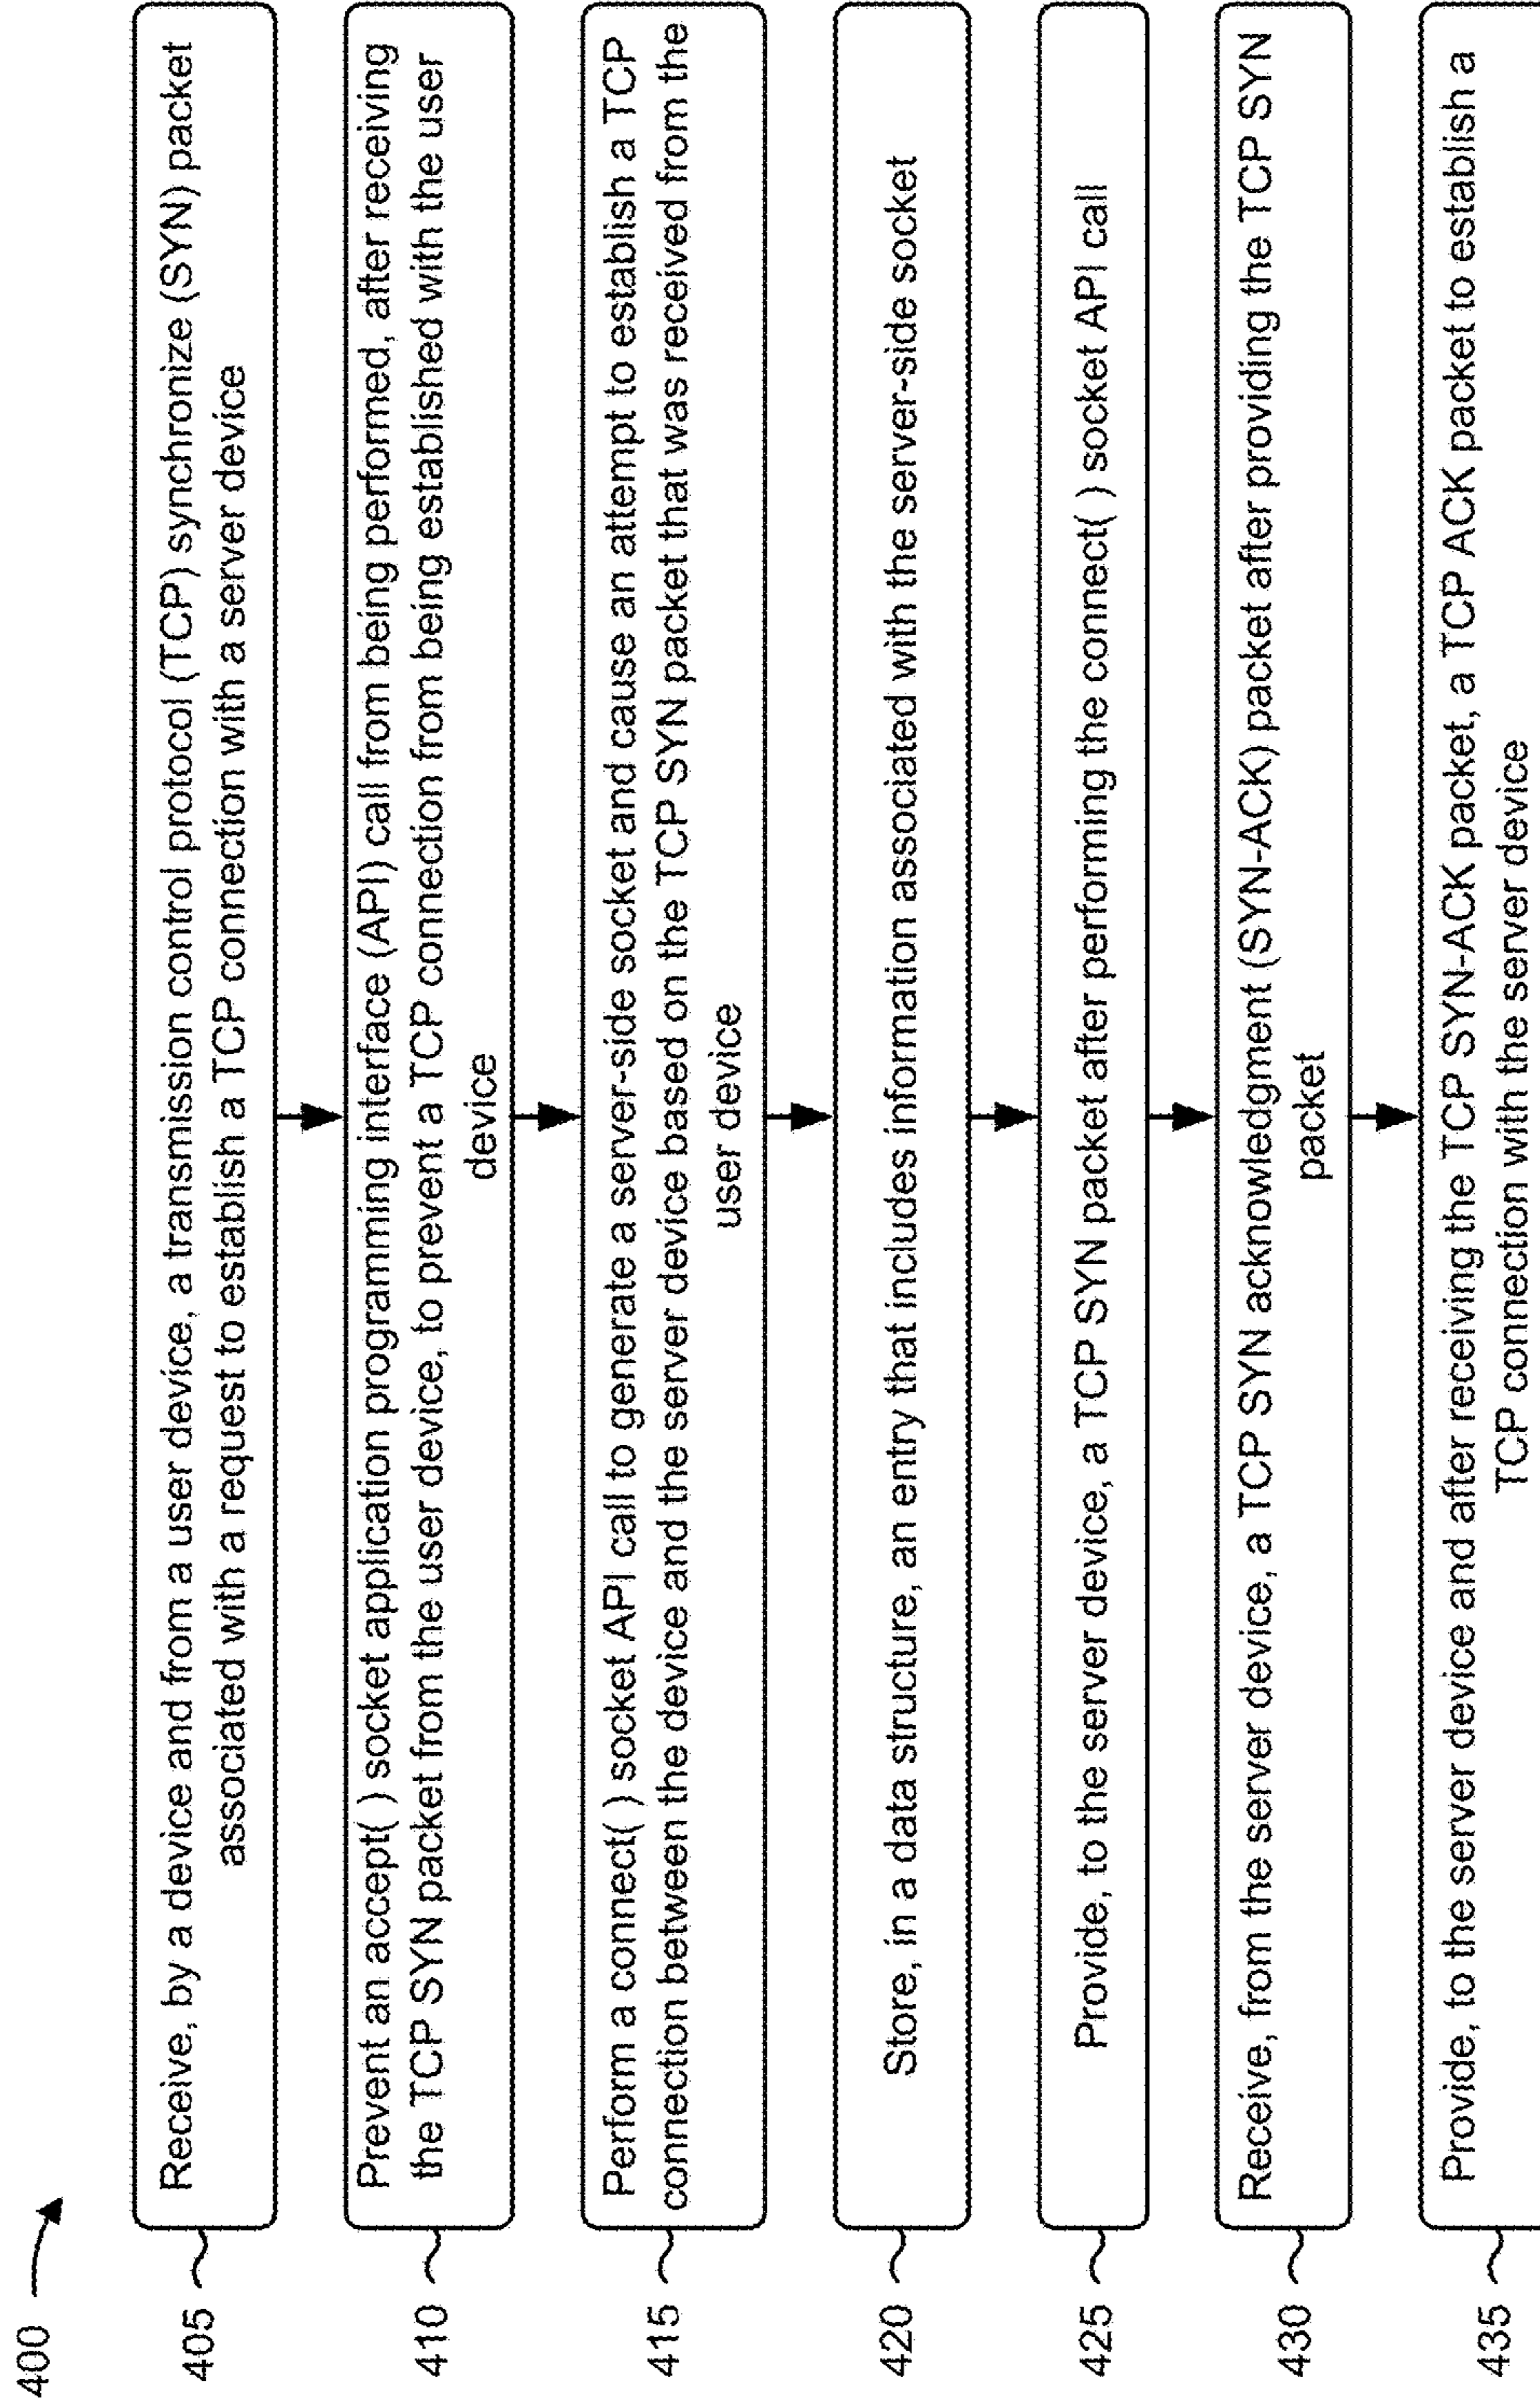 400
405
Receive, by a device and from a user device, a transmission control protocol (TCP) synchronize (SYN) packet
associated with a request to establish a TCP connection with a server device
410
Prevent an accept( ) socket application programming interface (API) call from being performed, after receiving
the TCP SYN packet from the user device, to prevent a TCP connection from being established with the user
device
415
Perform a connect( ) socket API call to generate a server-side socket and cause an attempt to establish a TCP
connection between the device and the server device based on the TCP SYN packet that was received from the
user device
420
Store, in a data structure, an entry that includes information associated with the server-side socket
425
Provide, to the server device, a TCP SYN packet after performing the connect( ) socket API call
430
Receive, from the server device, a TCP SYN acknowledgment (SYN-ACK) packet after providing the TCP SYN
packet
435
Provide, to the server device and after receiving the TCP SYN-ACK packet, a TCP ACK packet to establish a
TCP connection with the server device